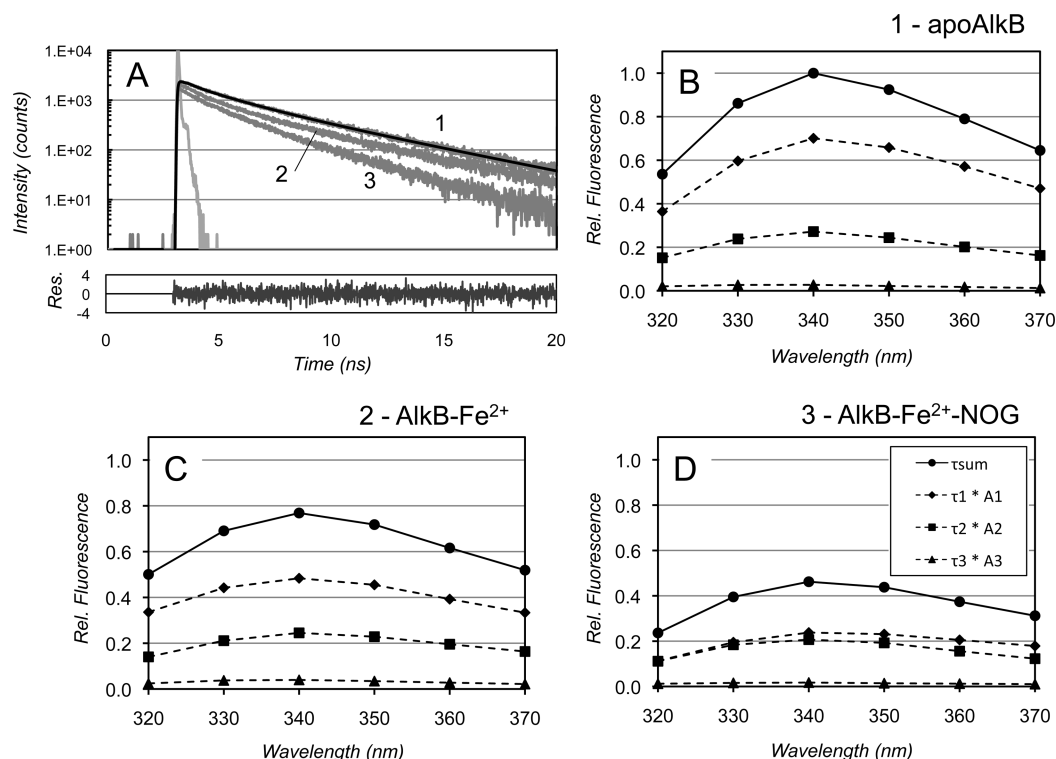 1 - apoAlkB
A
1.E+04
1.E+03
1.E+02
1.E+01
1.E+00
Intensity (counts)
1
2
3
Res.
4
0
-4
0 5 10 15 20
Time (ns)
B
1.0
0.8
0.6
0.4
0.2
0.0
Rel. Fluorescence
320 330 340 350 360 370
Wavelength (nm)
2 - AlkB-Fe²⁺
C
1.0
0.8
0.6
0.4
0.2
0.0
Rel. Fluorescence
320 330 340 350 360 370
Wavelength (nm)
3 - AlkB-Fe²⁺-NOG
D
1.0
0.8
0.6
0.4
0.2
0.0
Rel. Fluorescence
τsum
τ1 * A1
τ2 * A2
τ3 * A3
320 330 340 350 360 370
Wavelength (nm)